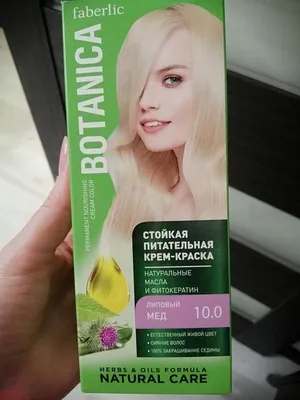 faberlic
BOTANICA
PERMANENT NOURISHING
CREAM COLOR
СТОЙКАЯ
ПИТАТЕЛЬНАЯ
КРЕМ-КРАСКА
НАТУРАЛЬНЫЕ
МАСЛА
И ФИТОКЕРАТИН
ЛИПОВЫЙ
МЕД 10.0
• ЕСТЕСТВЕННЫЙ ЖИВОЙ ЦВЕТ
• СИЯНИЕ ВОЛОС
• 100% ЗАКРАШИВАНИЕ СЕДИНЫ
HERBS & OILS FORMULA
NATURAL CARE